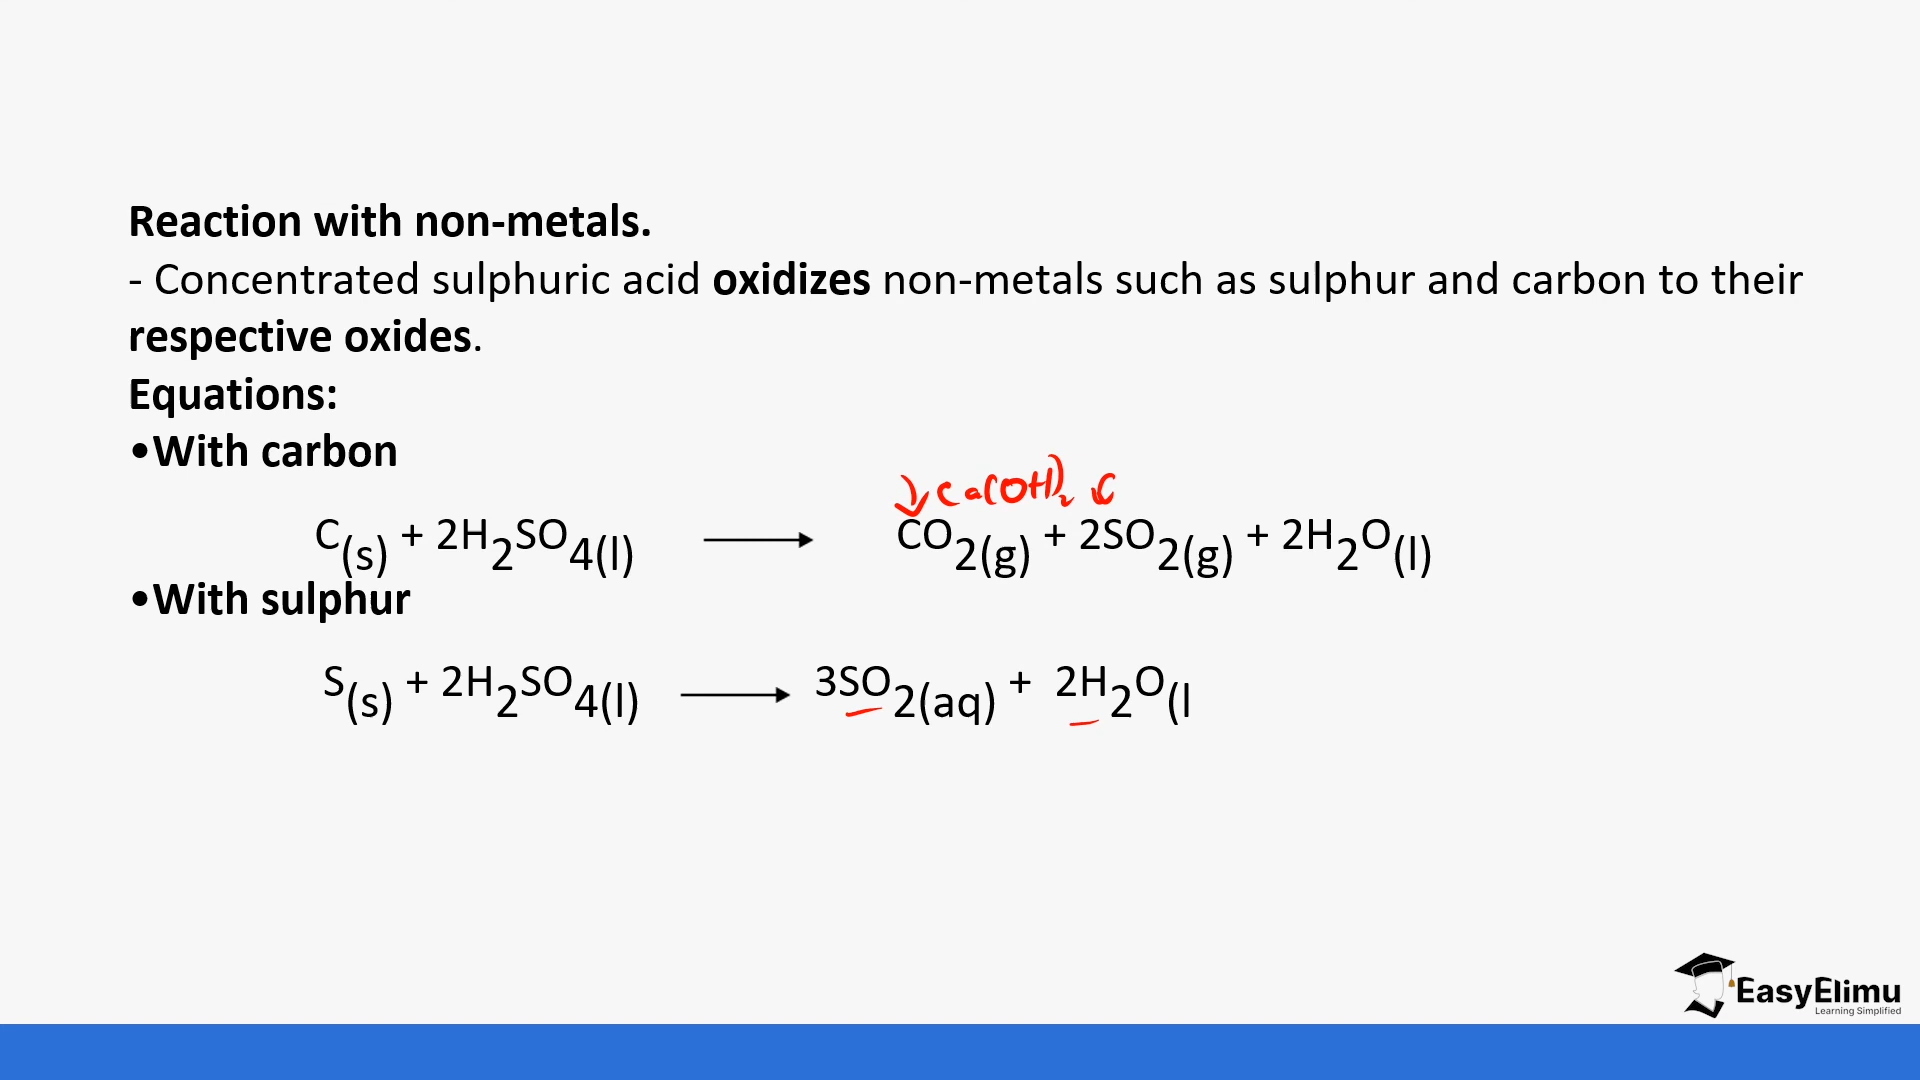 Reaction with non-metals.
- Concentrated sulphuric acid oxidizes non-metals such as sulphur and carbon to their
respective oxides.
Equations:
•With carbon
Ca(OH)2
C(s) + 2H2SO4(l) → CO2(g) + 2SO2(g) + 2H2O(l)
•With sulphur
S(s) + 2H2SO4(l) → 3SO2(aq) + 2H2O(l
EasyElimu
Learning Simplified